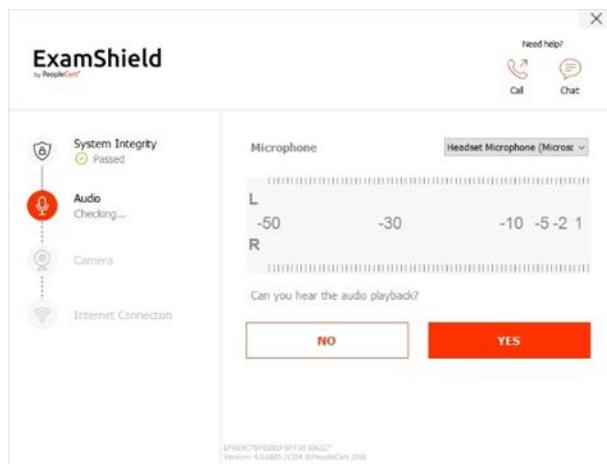 ExamShield
by PeopleCert
Need help?
Call
Chat
System Integrity
Passed
Audio
Checking...
Camera
Internet Connection
Microphone
Headset Microphone (Microsc
L
-50 -30 -10 -5 -2 1
R
Can you hear the audio playback?
NO
YES